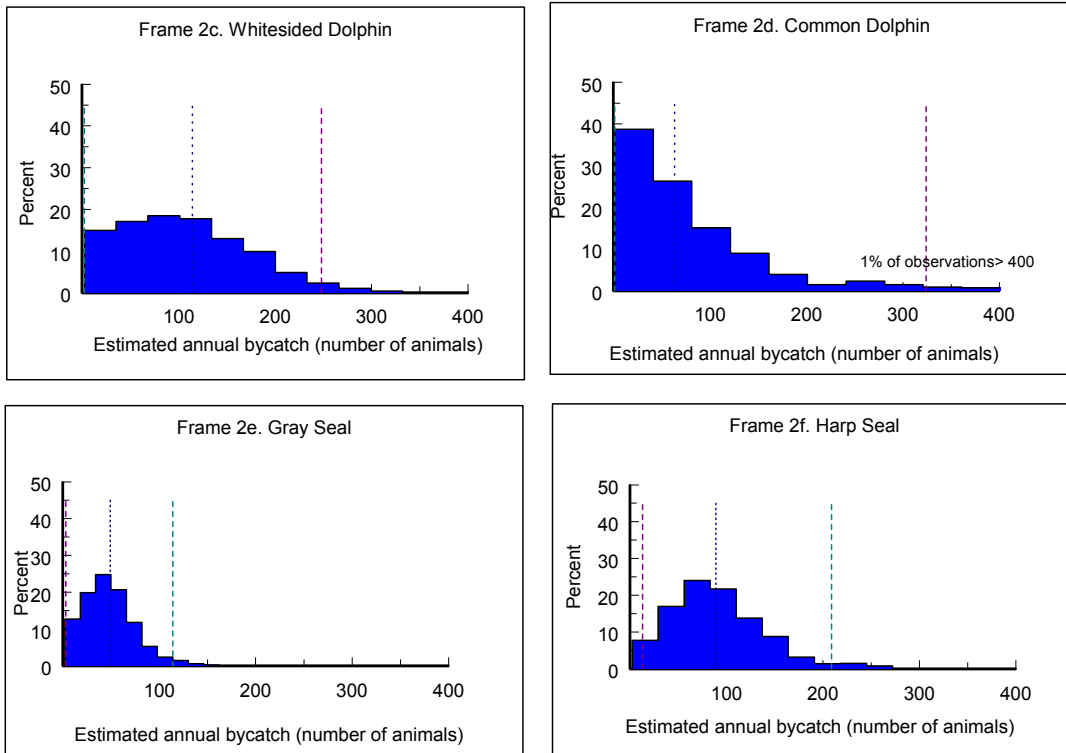 Frame 2c. Whitesided Dolphin
50
40
30
20
10
0
Percent
100 200 300 400
Estimated annual bycatch (number of animals)
Frame 2d. Common Dolphin
50
40
30
20
10
0
Percent
1% of observations> 400
100 200 300 400
Estimated annual bycatch (number of animals)
Frame 2e. Gray Seal
50
40
30
20
10
0
Percent
100 200 300 400
Estimated annual bycatch (number of animals)
Frame 2f. Harp Seal
50
40
30
20
10
0
Percent
100 200 300 400
Estimated annual bycatch (number of animals)